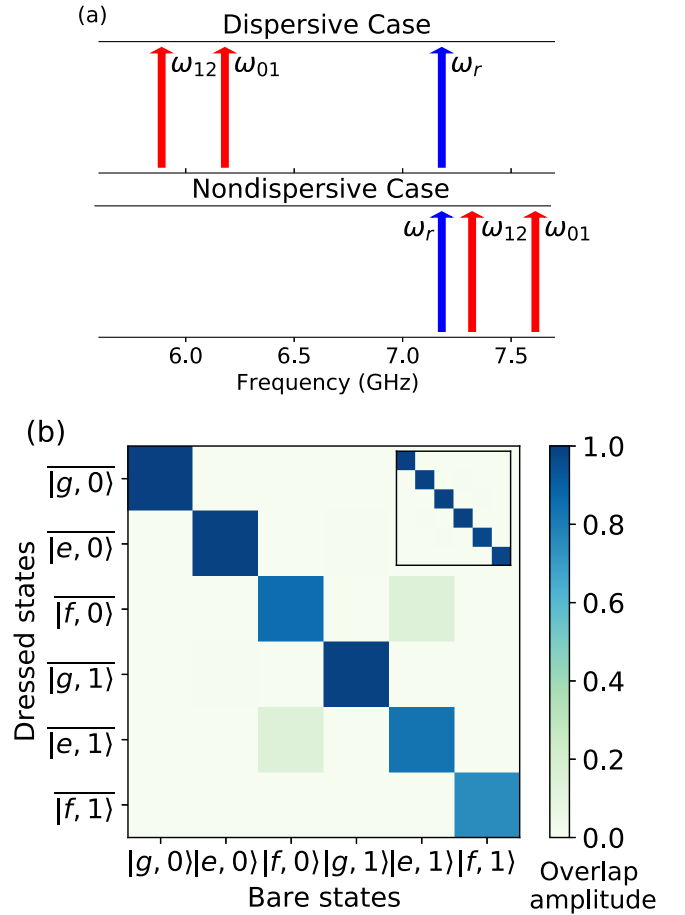 (a)
Dispersive Case
ω₁₂ ω₀₁ ωᵣ
Nondispersive Case
ωᵣ ω₁₂ ω₀₁
6.0 6.5 7.0 7.5
Frequency (GHz)
(b)
Dressed states
|g, 0⟩
|e, 0⟩
|f, 0⟩
|g, 1⟩
|e, 1⟩
|f, 1⟩
|g, 0⟩ |e, 0⟩ |f, 0⟩ |g, 1⟩ |e, 1⟩ |f, 1⟩
Bare states
1.0
0.8
0.6
0.4
0.2
0.0
Overlap
amplitude